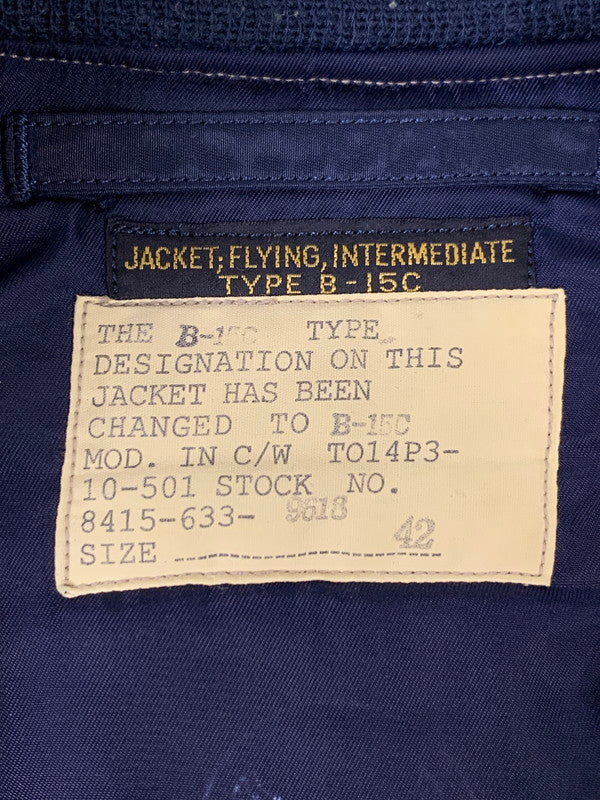 JACKET; FLYING, INTERMEDIATE
TYPE B-15C
THE B-15C TYPE
DESIGNATION ON THIS
JACKET HAS BEEN
CHANGED TO B-15C
MOD. IN C/W TO14P3-
10-501 STOCK NO.
8415-633- 9618
SIZE 42